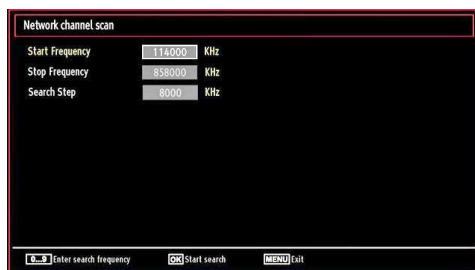 Network channel scan
Start Frequency 114000 KHz
Stop Frequency 858000 KHz
Search Step 8000 KHz
0...9 Enter search frequency OK Start search MENU Exit